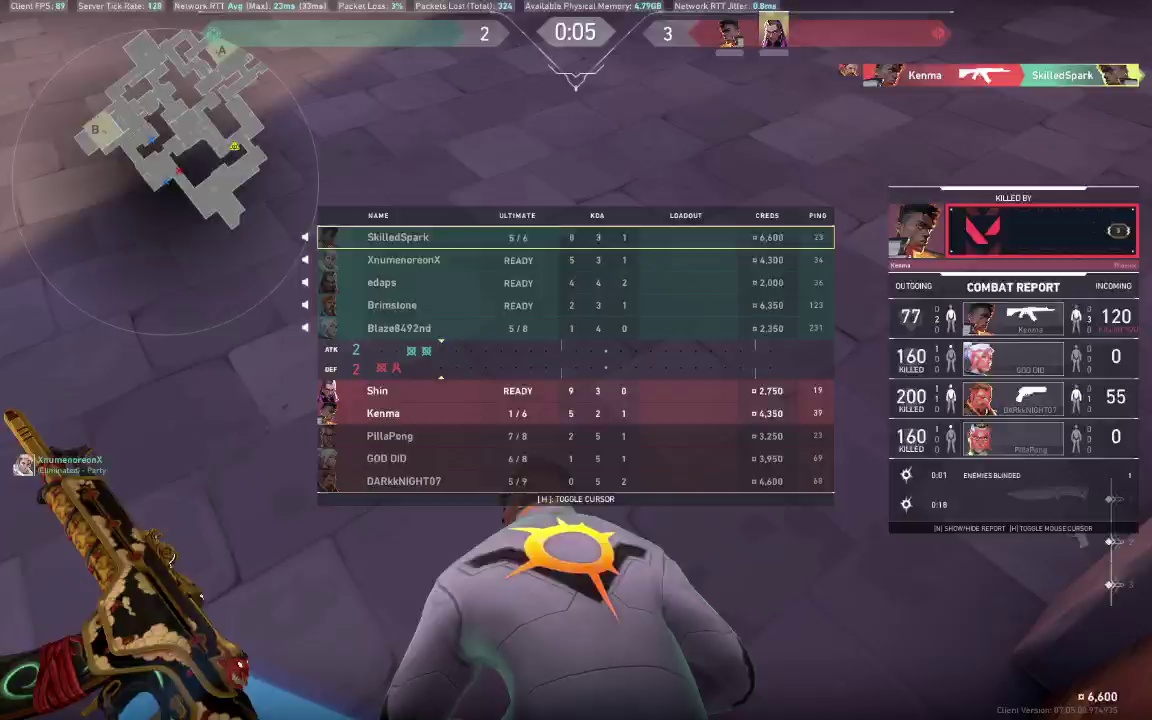 Client FPS: 89 Server Tick Rate: 128 Network RTT Avg (Max): 23ms (33ms) Packet Loss: 3% Packets Lost (Total): 324 Available Physical Memory: 4.79GB Network RTT Jitter: 0.8ms
2 0:05 3
A
B
Kenma SkilledSpark
KILLED BY
Kenma
NAME ULTIMATE KDA LOADOUT CREDS PING
SkilledSpark 5 / 6 8 3 1 6,600 23
XnumenoreonX READY 5 3 1 4,300 36
edaps READY 4 4 2 2,000 26
Brimstone READY 2 3 1 6,350 123
Blaze8492nd 5 / 8 1 4 0 2,350 231
ATK 2
DEF 2
Shin READY 9 3 0 2,750 19
Kenma 1 / 6 5 2 1 4,350 39
PillaPong 7 / 8 2 5 1 3,250 23
GOD DID 6 / 8 1 5 1 3,950 69
DARkkNIGHT07 5 / 9 0 5 2 4,600 68
[H]: TOGGLE CURSOR
OUTGOING COMBAT REPORT INCOMING
77 0 2 0 Kenma 0 3 0 120
160 KILLED GOD DID 0
200 KILLED DARkkNIGHT07 55
160 KILLED PillaPong 0
0:01 ENEMIES BLINDED 1
0:18
[N] SHOW/HIDE REPORT [H] TOGGLE MOUSE CURSOR
XnumenoreonX
(Eliminated) - Party
6,600